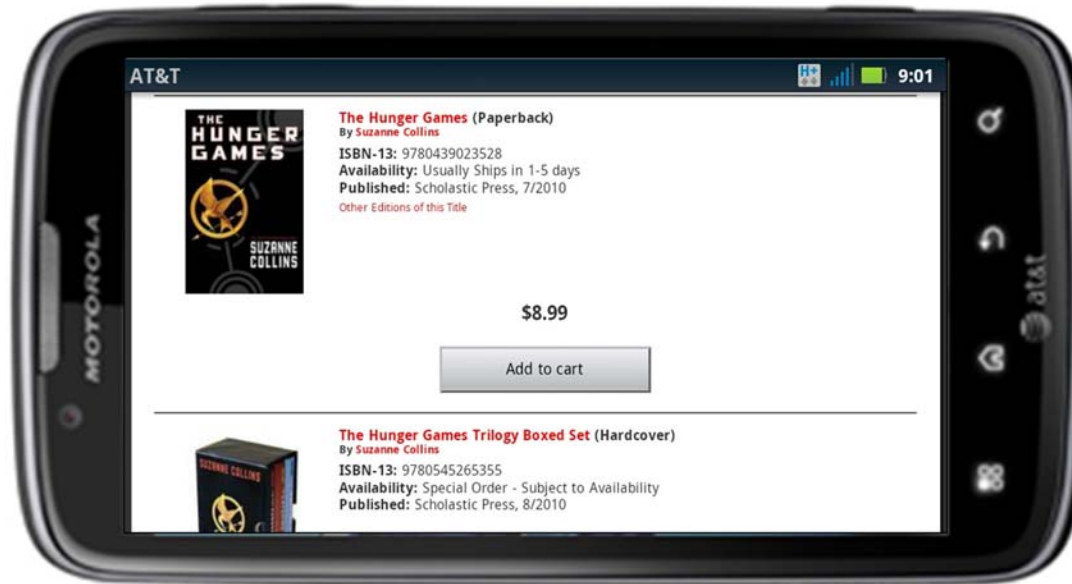 AT&T
H+
9:01
THE
HUNGER
GAMES
SUZANNE
COLLINS
The Hunger Games (Paperback)
By Suzanne Collins
ISBN-13: 9780439023528
Availability: Usually Ships in 1-5 days
Published: Scholastic Press, 7/2010
Other Editions of this Title
$8.99
Add to cart
SUZANNE COLLINS
The Hunger Games Trilogy Boxed Set (Hardcover)
By Suzanne Collins
ISBN-13: 9780545265355
Availability: Special Order - Subject to Availability
Published: Scholastic Press, 8/2010
MOTOROLA
at&t